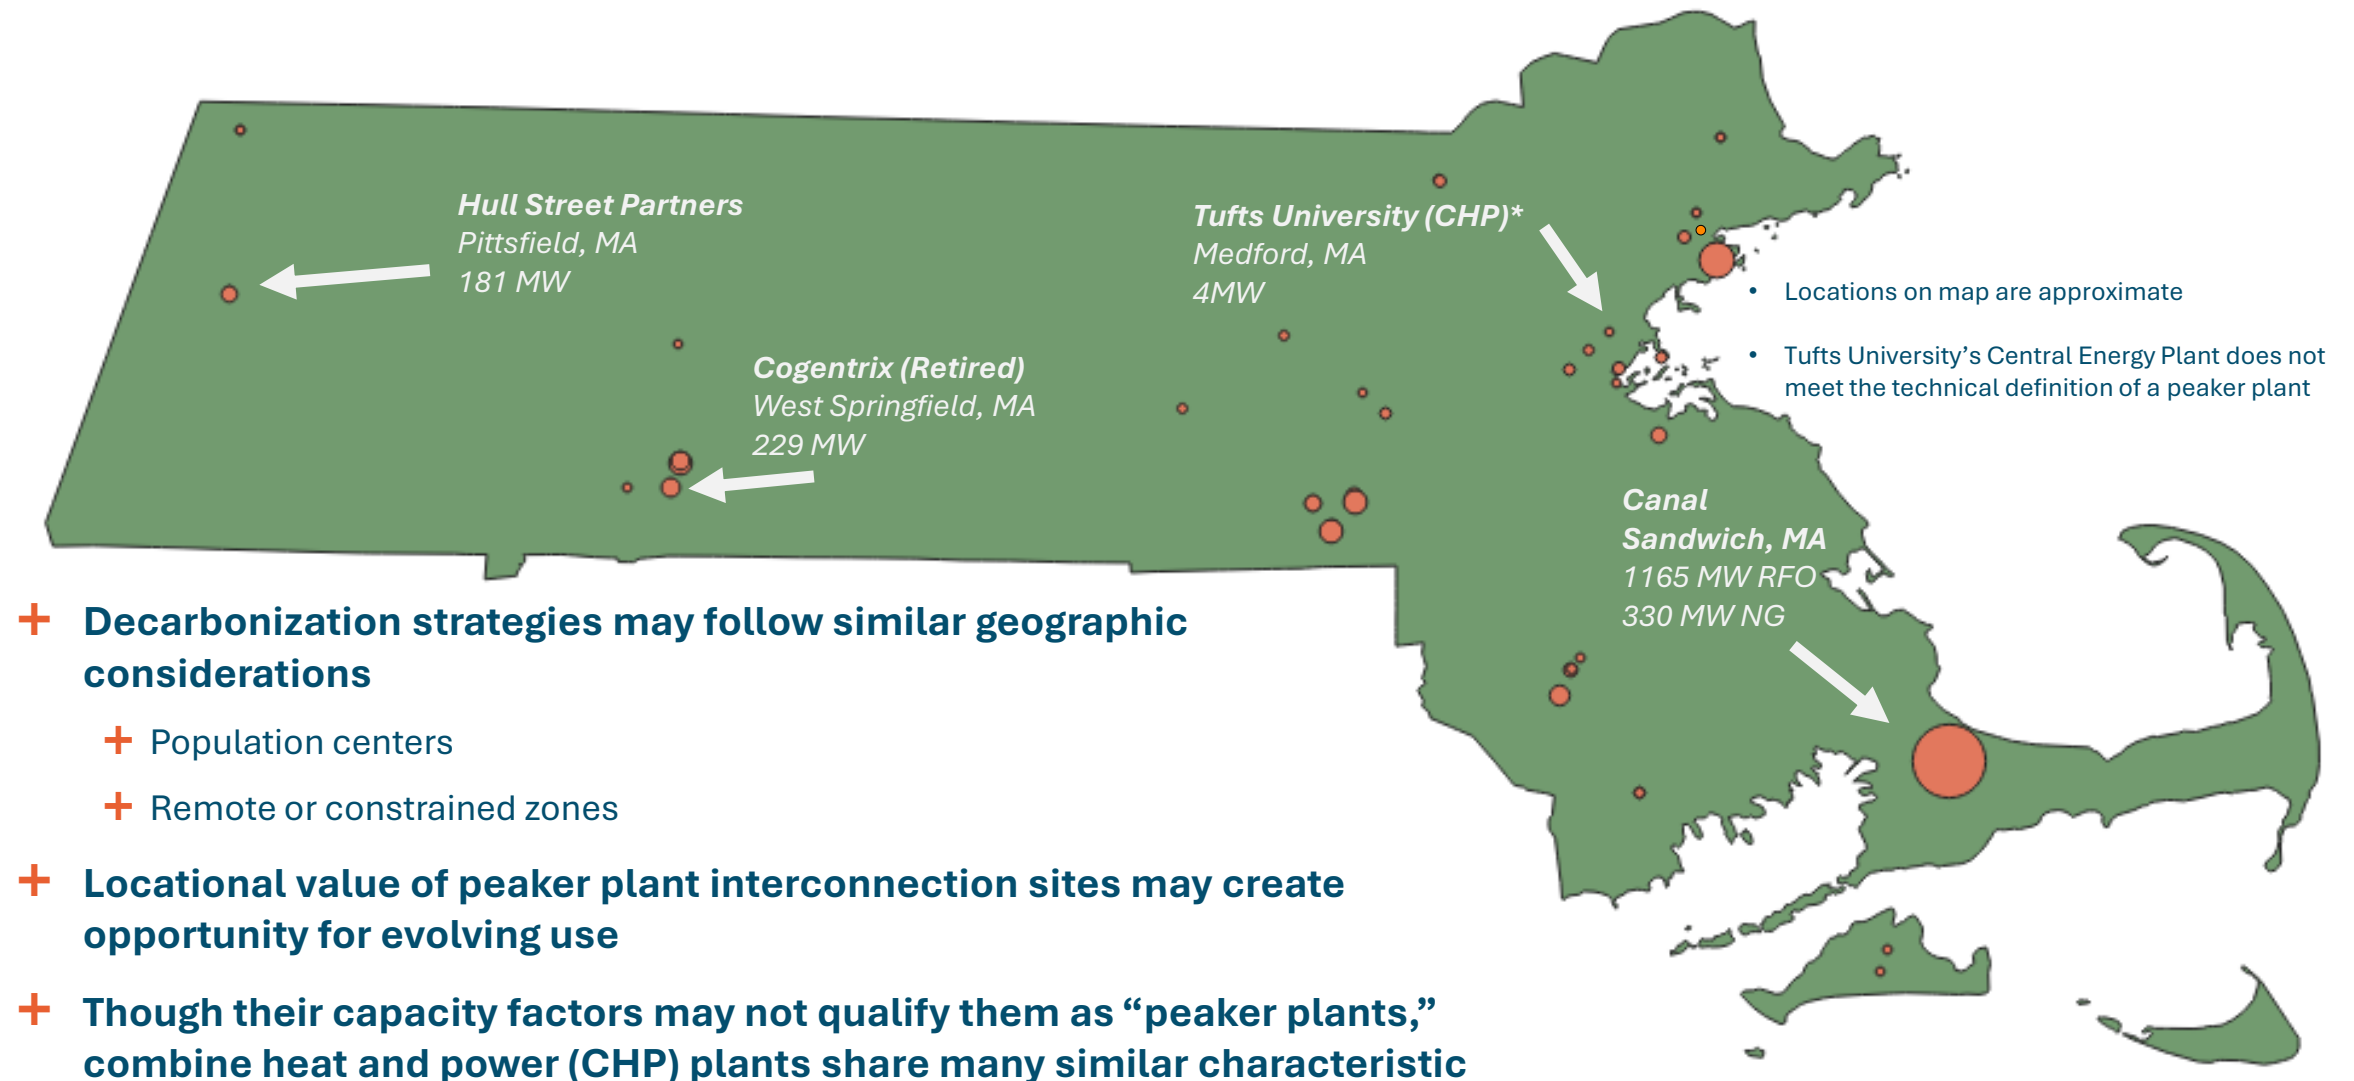 Hull Street Partners
Pittsfield, MA
181 MW
Tufts University (CHP)*
Medford, MA
4MW
• Locations on map are approximate
• Tufts University’s Central Energy Plant does not
meet the technical definition of a peaker plant
Cogentrix (Retired)
West Springfield, MA
229 MW
Canal
Sandwich, MA
1165 MW RFO
330 MW NG
+ Decarbonization strategies may follow similar geographic
considerations
+ Population centers
+ Remote or constrained zones
+ Locational value of peaker plant interconnection sites may create
opportunity for evolving use
+ Though their capacity factors may not qualify them as “peaker plants,”
combine heat and power (CHP) plants share many similar characteristic